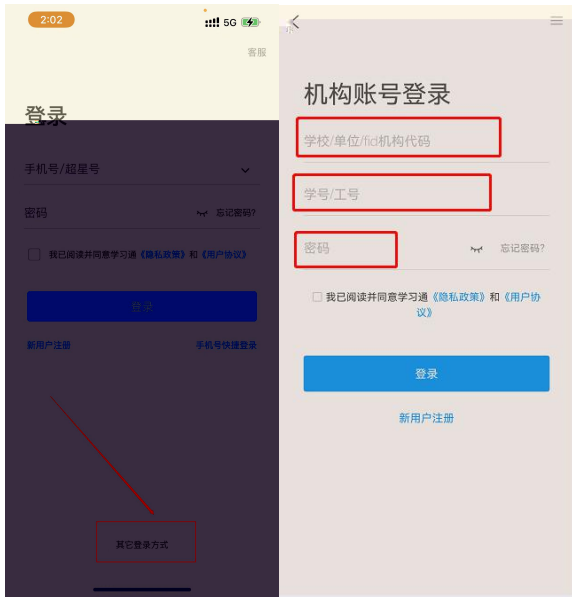 2:02
5G
客服
登录
手机号/超星号
密码
忘记密码?
我已阅读并同意学习通《隐私政策》和《用户协议》
登录
新用户注册
手机号快捷登录
其它登录方式
机构账号登录
学校/单位/fid机构代码
学号/工号
密码
忘记密码?
我已阅读并同意学习通《隐私政策》和《用户协
议》
登录
新用户注册